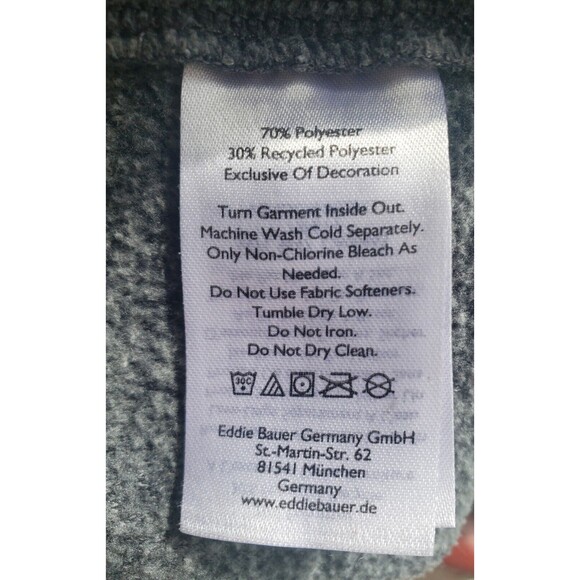 70% Polyester
30% Recycled Polyester
Exclusive Of Decoration
Turn Garment Inside Out.
Machine Wash Cold Separately.
Only Non-Chlorine Bleach As
Needed.
Do Not Use Fabric Softeners.
Tumble Dry Low.
Do Not Iron.
Do Not Dry Clean.
30C
Eddie Bauer Germany GmbH
St.-Martin-Str. 62
81541 München
Germany
www.eddiebauer.de